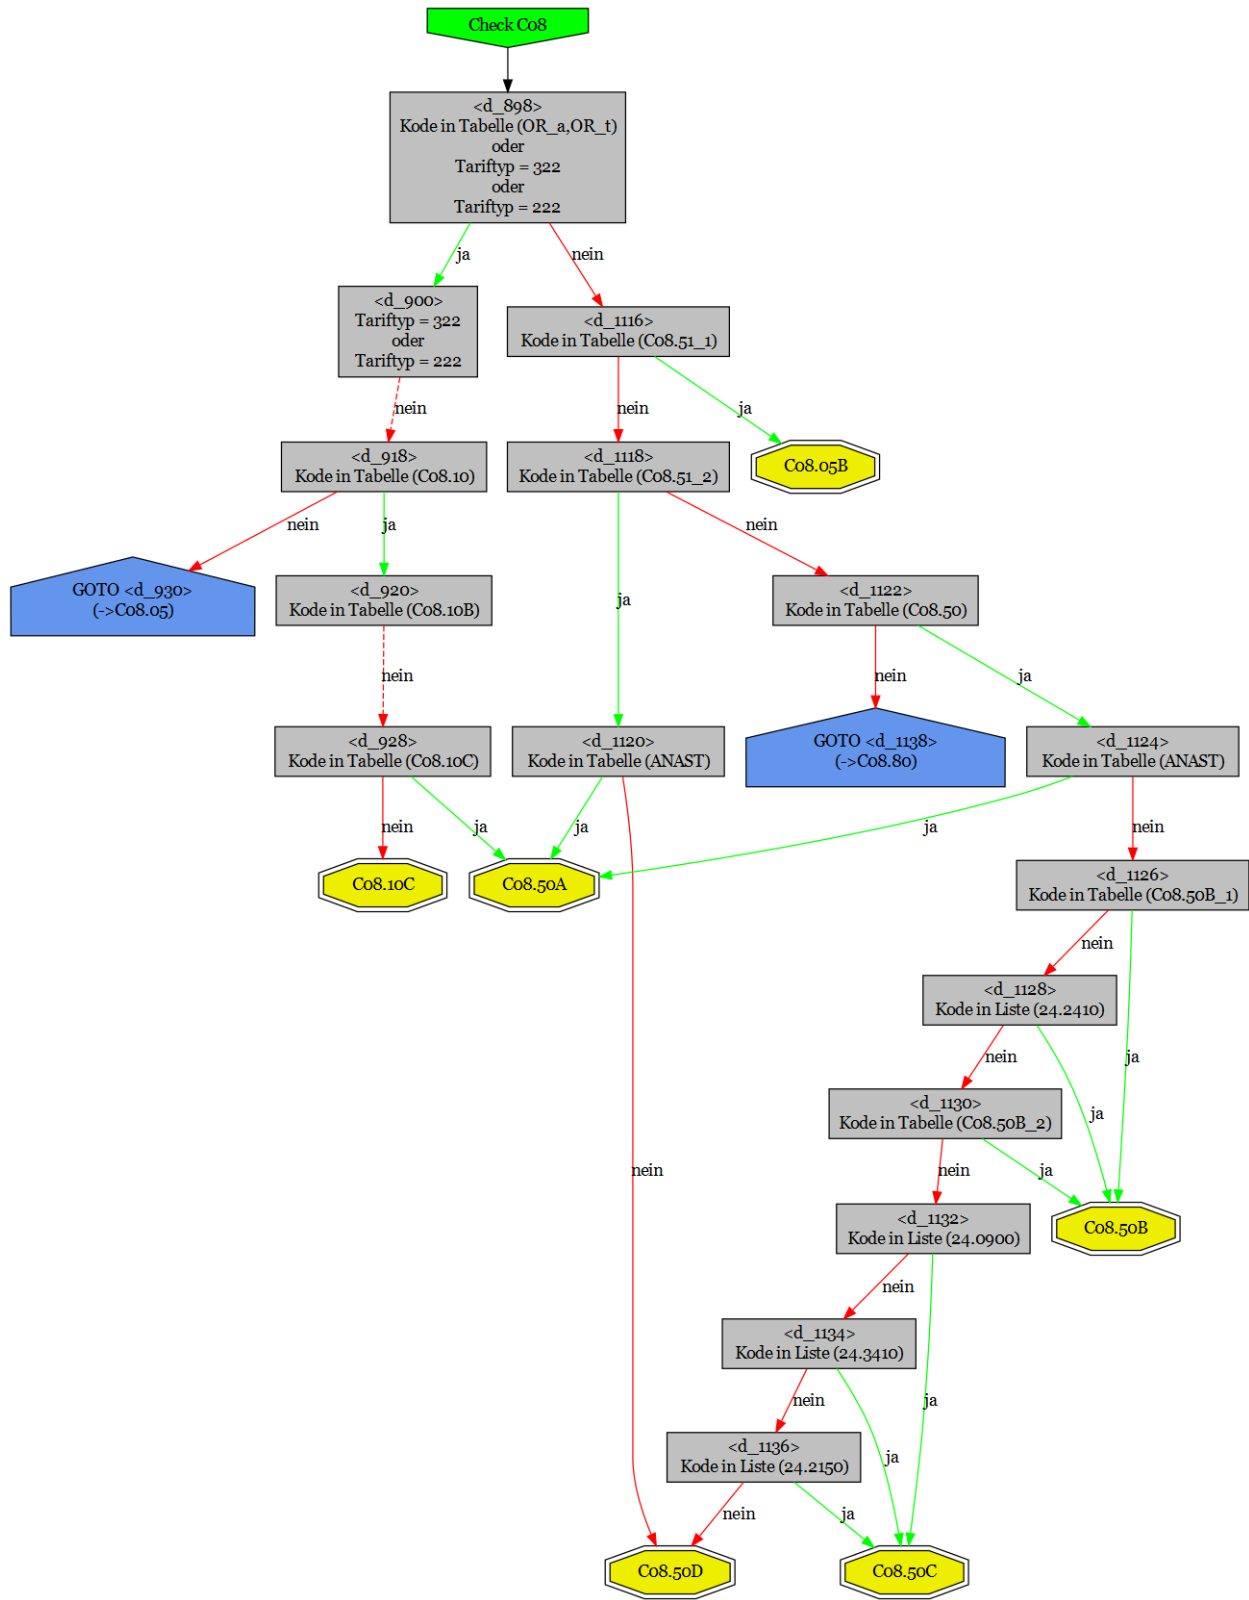 Check C08
<d_898>
Kode in Tabelle (OR_a,OR_t)
oder
Tariftyp = 322
oder
Tariftyp = 222
ja
nein
<d_900>
Tariftyp = 322
oder
Tariftyp = 222
<d_1116>
Kode in Tabelle (C08.51_1)
nein
nein
ja
<d_918>
Kode in Tabelle (C08.10)
<d_1118>
Kode in Tabelle (C08.51_2)
C08.05B
nein
ja
nein
GOTO <d_930>
(->C08.05)
<d_920>
Kode in Tabelle (C08.10B)
ja
<d_1122>
Kode in Tabelle (C08.50)
nein
nein
ja
<d_928>
Kode in Tabelle (C08.10C)
<d_1120>
Kode in Tabelle (ANAST)
GOTO <d_1138>
(->C08.80)
<d_1124>
Kode in Tabelle (ANAST)
nein
ja
ja
ja
nein
C08.10C
C08.50A
<d_1126>
Kode in Tabelle (C08.50B_1)
nein
<d_1128>
Kode in Liste (24.2410)
nein
ja
<d_1130>
Kode in Tabelle (C08.50B_2)
ja
nein
nein
ja
<d_1132>
Kode in Liste (24.0900)
C08.50B
nein
<d_1134>
Kode in Liste (24.3410)
nein
ja
<d_1136>
Kode in Liste (24.2150)
ja
nein
ja
C08.50D
C08.50C